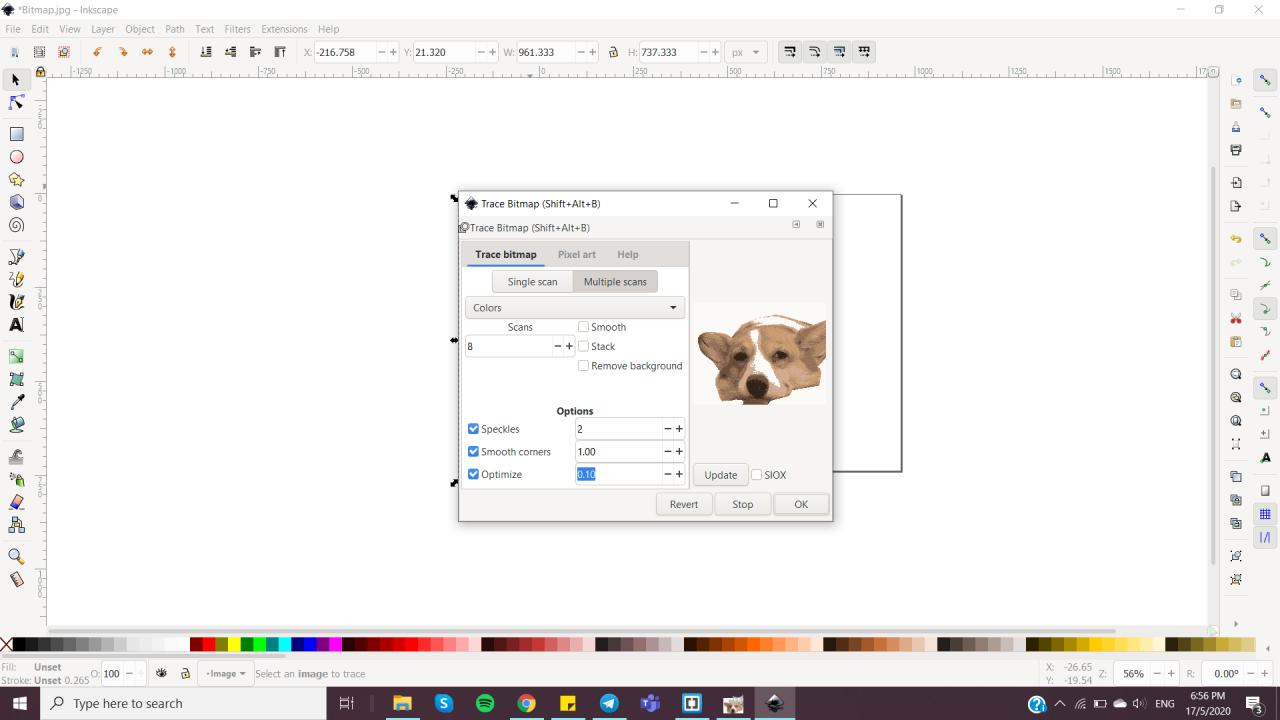 *Bitmap.jpg - Inkscape
File Edit View Layer Object Path Text Filters Extensions Help
X: -216.758 Y: 21.320 W: 961.333 H: 737.333 px
-1250 -1000 -750 -500 -250 0 250 500 750 1000 1250 1500
Trace Bitmap (Shift+Alt+B)
Trace Bitmap (Shift+Alt+B)
Trace bitmap Pixel art Help
Single scan Multiple scans
Colors
Scans Smooth
8 Stack
Remove background
Options
Speckles 2
Smooth corners 1.00
Optimize 0.10
Update SIOX
Revert Stop OK
Fill: Unset O: 100 •Image Select an image to trace X: -26.65 Z: 56% R: 0.00°
Stroke: Unset 0.265 Y: -19.54
Type here to search
ENG
6:56 PM
17/5/2020
3